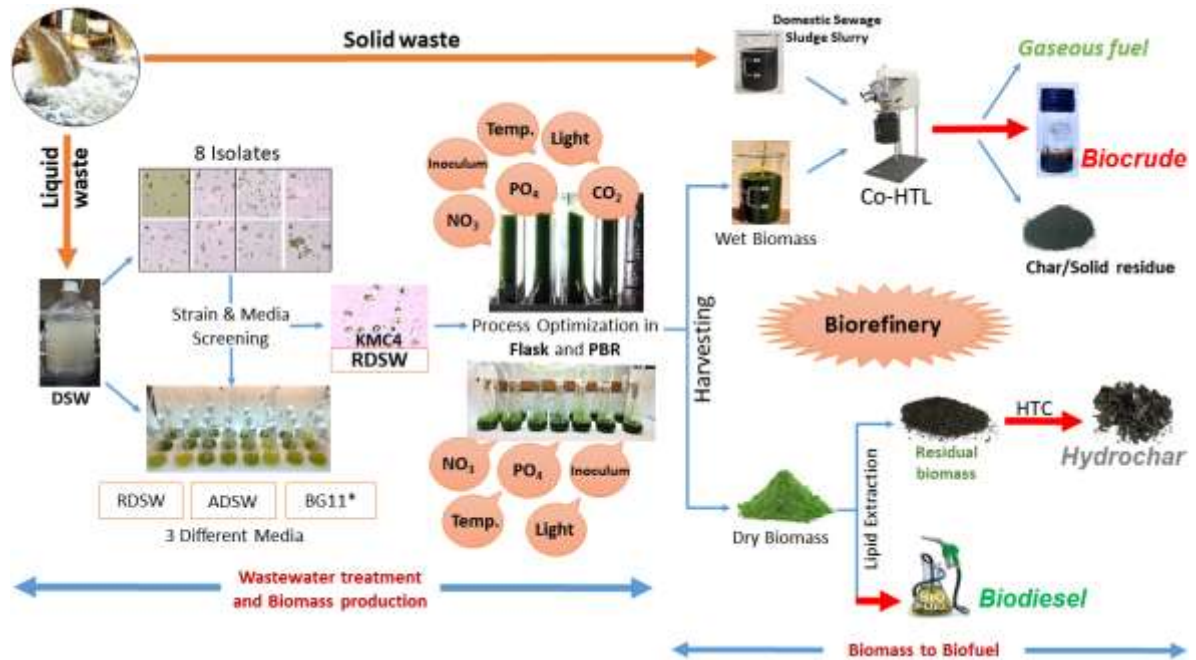 Solid waste
Domestic Sewage
Sludge Slurry
Gaseous fuel
Liquid
waste
8 Isolates
Temp.
Light
Inoculum
PO₄
CO₂
NO₃
Biocrude
Co-HTL
Wet Biomass
Char/Solid residue
Strain & Media
Screening
KMC4
RDSW
Process Optimization in
Flask and PBR
Harvesting
Biorefinery
DSW
NO₃
PO₄
Inoculum
Temp.
Light
RDSW
ADSW
BG11*
3 Different Media
Dry Biomass
Lipid Extraction
Residual
biomass
HTC
Hydrochar
BIO
Biodiesel
Wastewater treatment
and Biomass production
Biomass to Biofuel